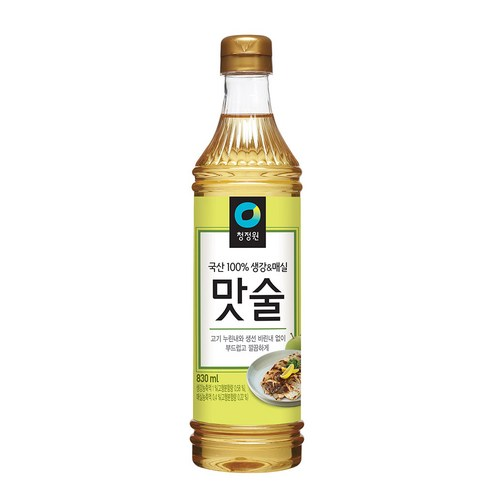 청정원
국산 100% 생강&매실
맛술
고기 누린내와 생선 비린내 없이
부드럽고 깔끔하게
830 ml